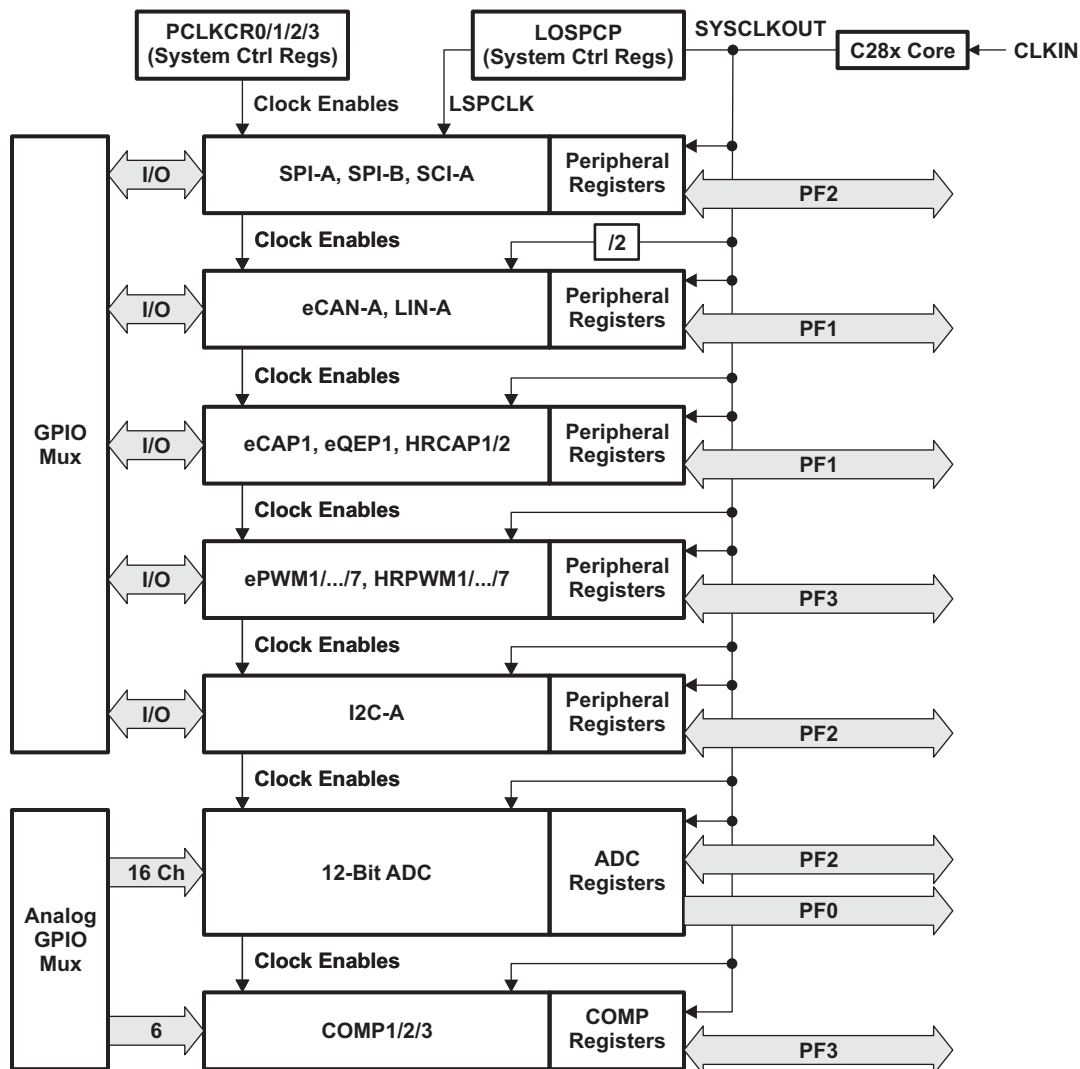 PCLKCR0/1/2/3
(System Ctrl Regs)
LOSPCP
(System Ctrl Regs)
SYSCLKOUT
C28x Core
CLKIN
Clock Enables
LSPCLK
I/O
SPI-A, SPI-B, SCI-A
Peripheral
Registers
PF2
Clock Enables
/2
I/O
eCAN-A, LIN-A
Peripheral
Registers
PF1
Clock Enables
GPIO
Mux
I/O
eCAP1, eQEP1, HRCAP1/2
Peripheral
Registers
PF1
Clock Enables
I/O
ePWM1/.../7, HRPWM1/.../7
Peripheral
Registers
PF3
Clock Enables
I/O
I2C-A
Peripheral
Registers
PF2
Clock Enables
16 Ch
12-Bit ADC
ADC
Registers
PF2
PF0
Analog
GPIO
Mux
Clock Enables
6
COMP1/2/3
COMP
Registers
PF3